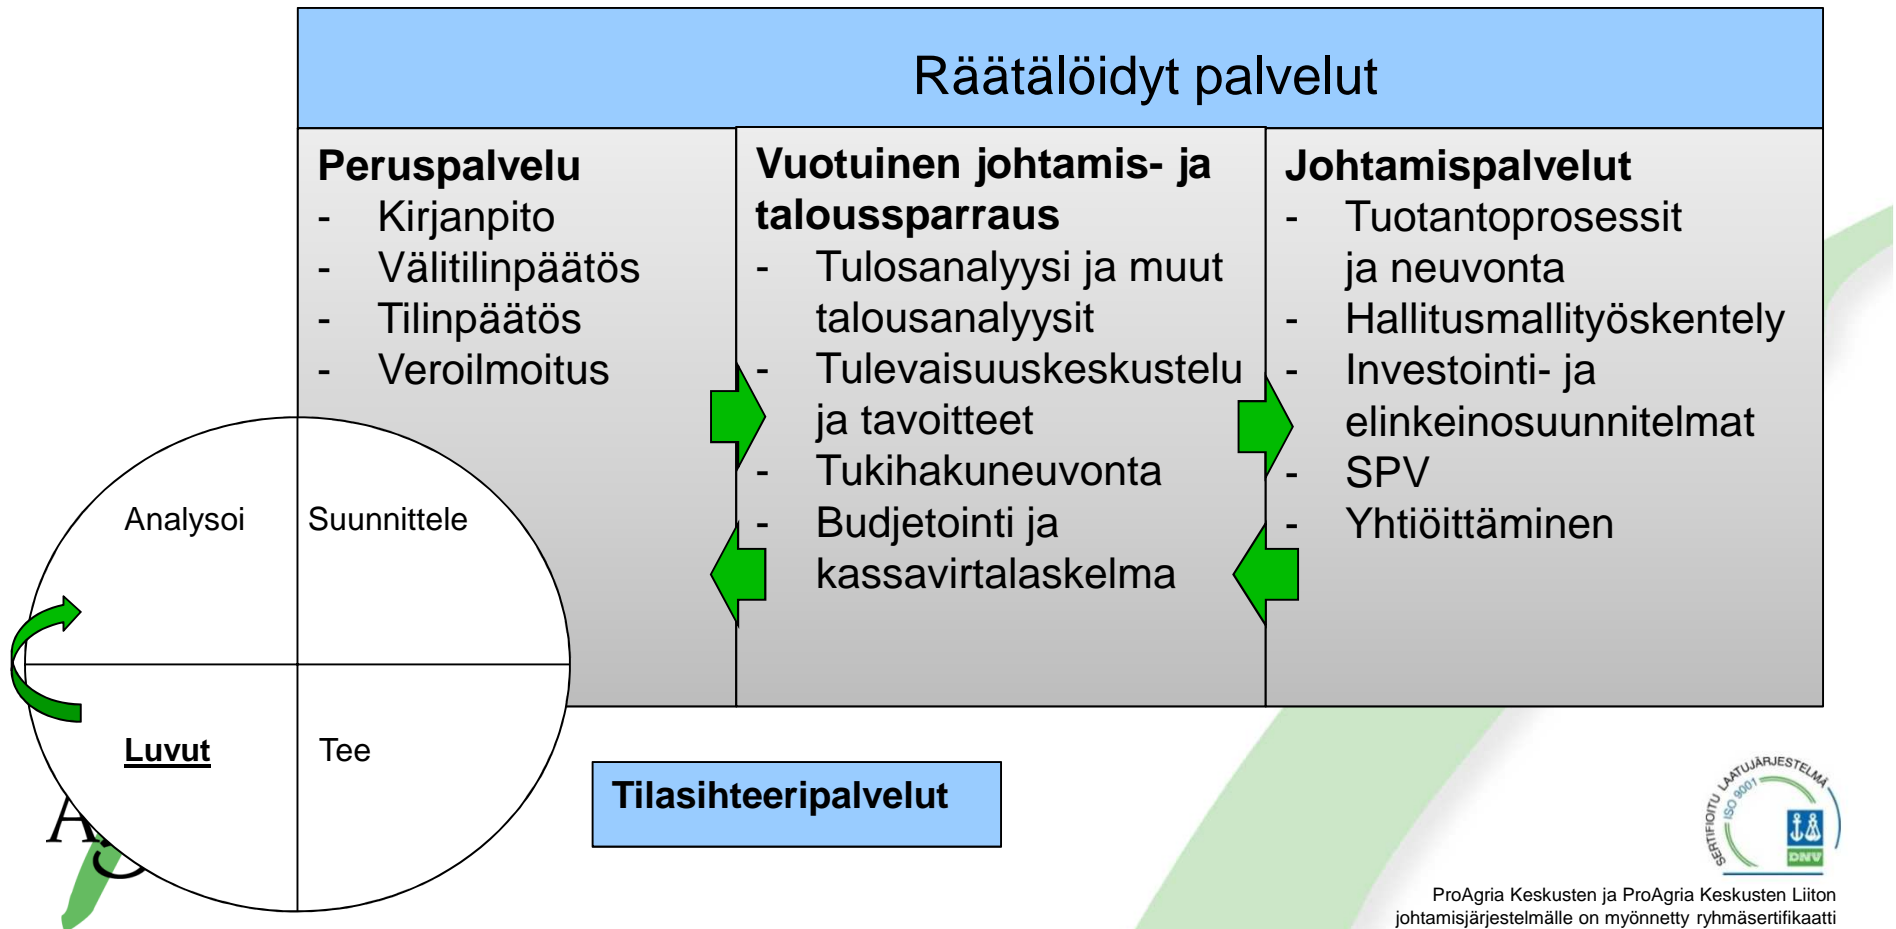 Räätälöidyt palvelut
Peruspalvelu
- Kirjanpito
- Välitilinpäätös
- Tilinpäätös
- Veroilmoitus
Vuotuinen johtamis- ja
taloussparraus
- Tulosanalyysi ja muut
talousanalyysit
- Tulevaisuuskeskustelu
ja tavoitteet
- Tukihakuneuvonta
- Budjetointi ja
kassavirtalaskelma
Johtamispalvelut
- Tuotantoprosessit
ja neuvonta
- Hallitusmallityöskentely
- Investointi- ja
elinkeinosuunnitelmat
- SPV
- Yhtiöittäminen
Analysoi
Suunnittele
Luvut
Tee
Tilasihteeripalvelut
SERTIFIOITU LAATUJÄRJESTELMÄ
ISO 9001
DNV
ProAgria Keskusten ja ProAgria Keskusten Liiton
johtamisjärjestelmälle on myönnetty ryhmäsertifikaatti